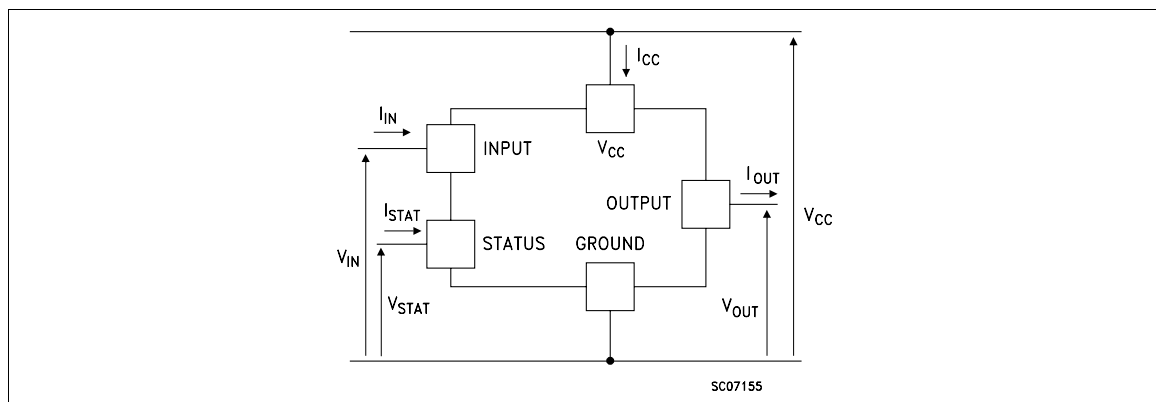 I_CC
I_IN
INPUT
V_CC
OUTPUT
I_OUT
V_CC
I_STAT
STATUS
GROUND
V_IN
V_STAT
V_OUT
SC07155